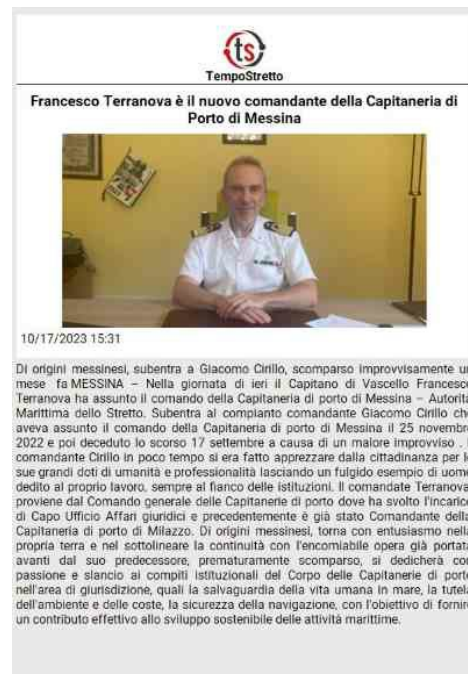 ts
TempoStretto
Francesco Terranova è il nuovo comandante della Capitaneria di
Porto di Messina
10/17/2023 15:31
Di origini messinesi, subentra a Giacomo Cirillo, scomparso improvvisamente un
mese fa MESSINA – Nella giornata di ieri il Capitano di Vascello Francesco
Terranova ha assunto il comando della Capitaneria di porto di Messina – Autorità
Marittima dello Stretto. Subentra al compianto comandante Giacomo Cirillo che
aveva assunto il comando della Capitaneria di porto di Messina il 25 novembre
2022 e poi deceduto lo scorso 17 settembre a causa di un malore improvviso . 
comandante Cirillo in poco tempo si era fatto apprezzare dalla cittadinanza per le
sue grandi doti di umanità e professionalità lasciando un fulgido esempio di uomo
dedito al proprio lavoro, sempre al fianco delle istituzioni. Il comandate Terranova
proviene dal Comando generale delle Capitanerie di porto dove ha svolto l'incarico
di Capo Ufficio Affari giuridici e precedentemente è già stato Comandante della
Capitaneria di porto di Milazzo. Di origini messinesi, torna con entusiasmo nella
propria terra e nel sottolineare la continuità con l'encomiabile opera già portata
avanti dal suo predecessore, prematuramente scomparso, si dedicherà con
passione e slancio ai compiti istituzionali del Corpo delle Capitanerie di porto
nell'area di giurisdizione, quali la salvaguardia della vita umana in mare, la tutela
dell'ambiente e delle coste, la sicurezza della navigazione, con l'obiettivo di fornire
un contributo effettivo allo sviluppo sostenibile delle attività marittime.